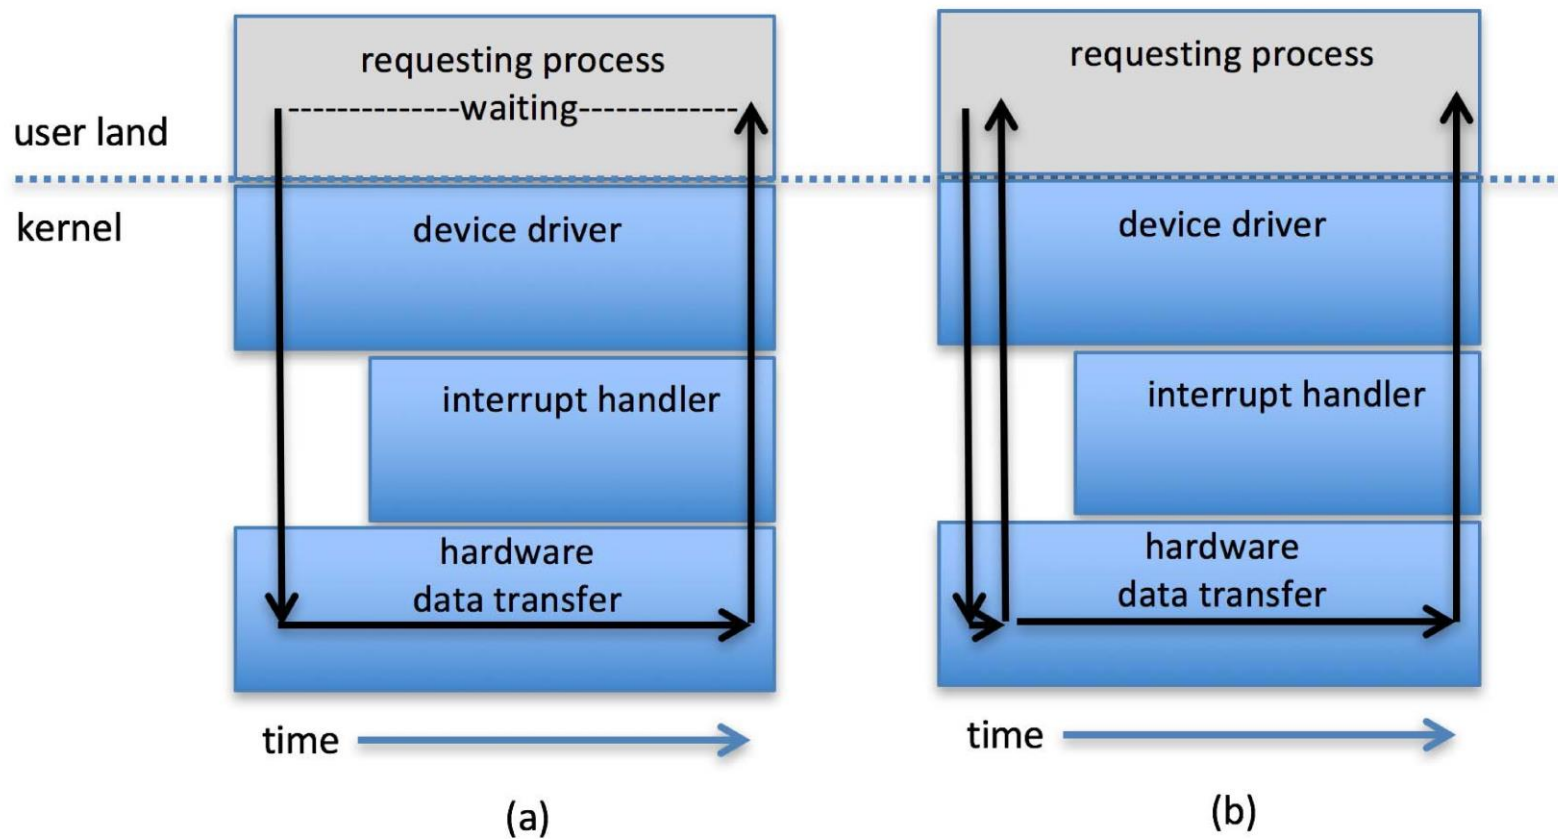 requesting process
--------------waiting-------------
user land
kernel
device driver
interrupt handler
hardware
data transfer
time
(a)
requesting process
device driver
interrupt handler
hardware
data transfer
time
(b)